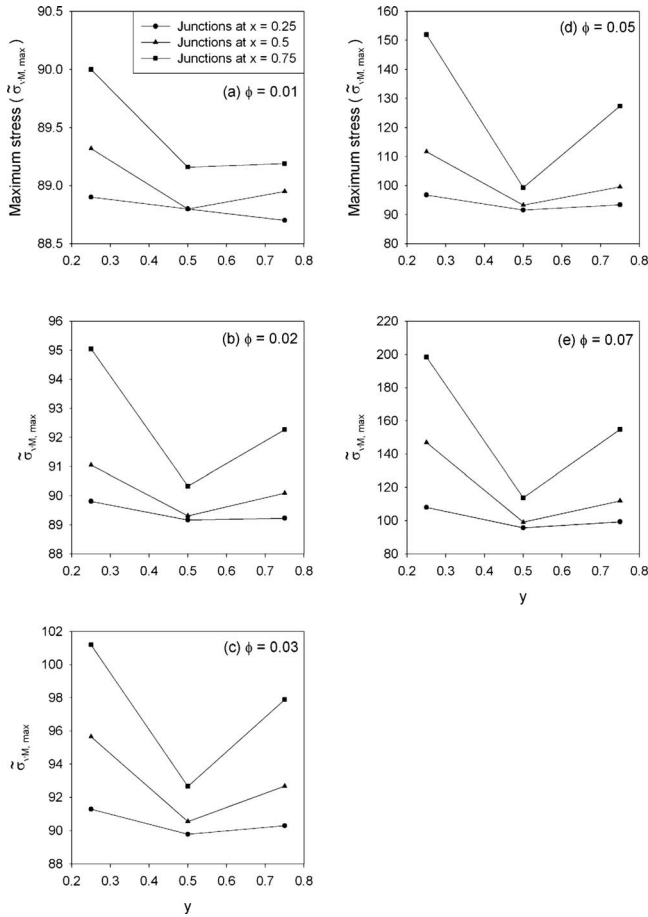 Maximum stress ( σ̃vM, max )
90.5
90.0
89.5
89.0
88.5
0.2 0.3 0.4 0.5 0.6 0.7 0.8
Junctions at x = 0.25
Junctions at x = 0.5
Junctions at x = 0.75
(a) ϕ = 0.01
Maximum stress ( σ̃vM, max )
160
150
140
130
120
110
100
90
80
0.2 0.3 0.4 0.5 0.6 0.7 0.8
(d) ϕ = 0.05
σ̃vM, max
96
95
94
93
92
91
90
89
88
0.2 0.3 0.4 0.5 0.6 0.7 0.8
(b) ϕ = 0.02
σ̃vM, max
220
200
180
160
140
120
100
80
0.2 0.3 0.4 0.5 0.6 0.7 0.8
y
(e) ϕ = 0.07
σ̃vM, max
102
100
98
96
94
92
90
88
0.2 0.3 0.4 0.5 0.6 0.7 0.8
y
(c) ϕ = 0.03